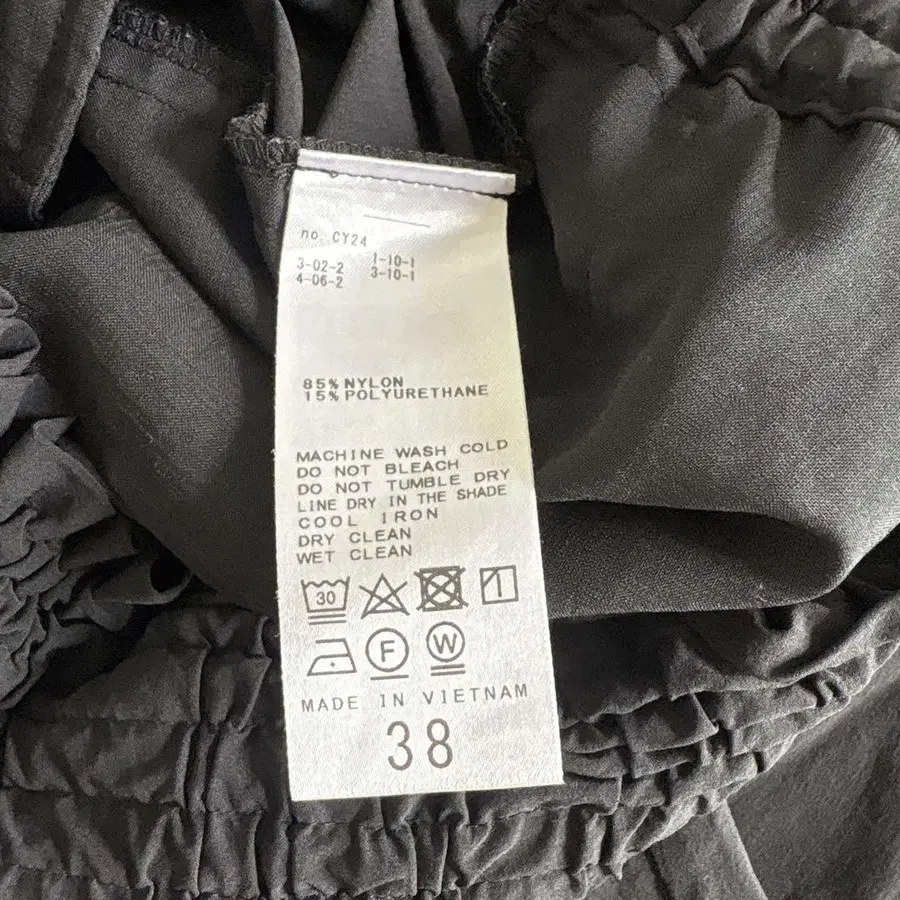 no. CY24
3-02-2 1-10-1
4-06-2 3-10-1
85% NYLON
15% POLYURETHANE
MACHINE WASH COLD
DO NOT BLEACH
DO NOT TUMBLE DRY
LINE DRY IN THE SHADE
COOL IRON
DRY CLEAN
WET CLEAN
30
F W
MADE IN VIETNAM
38